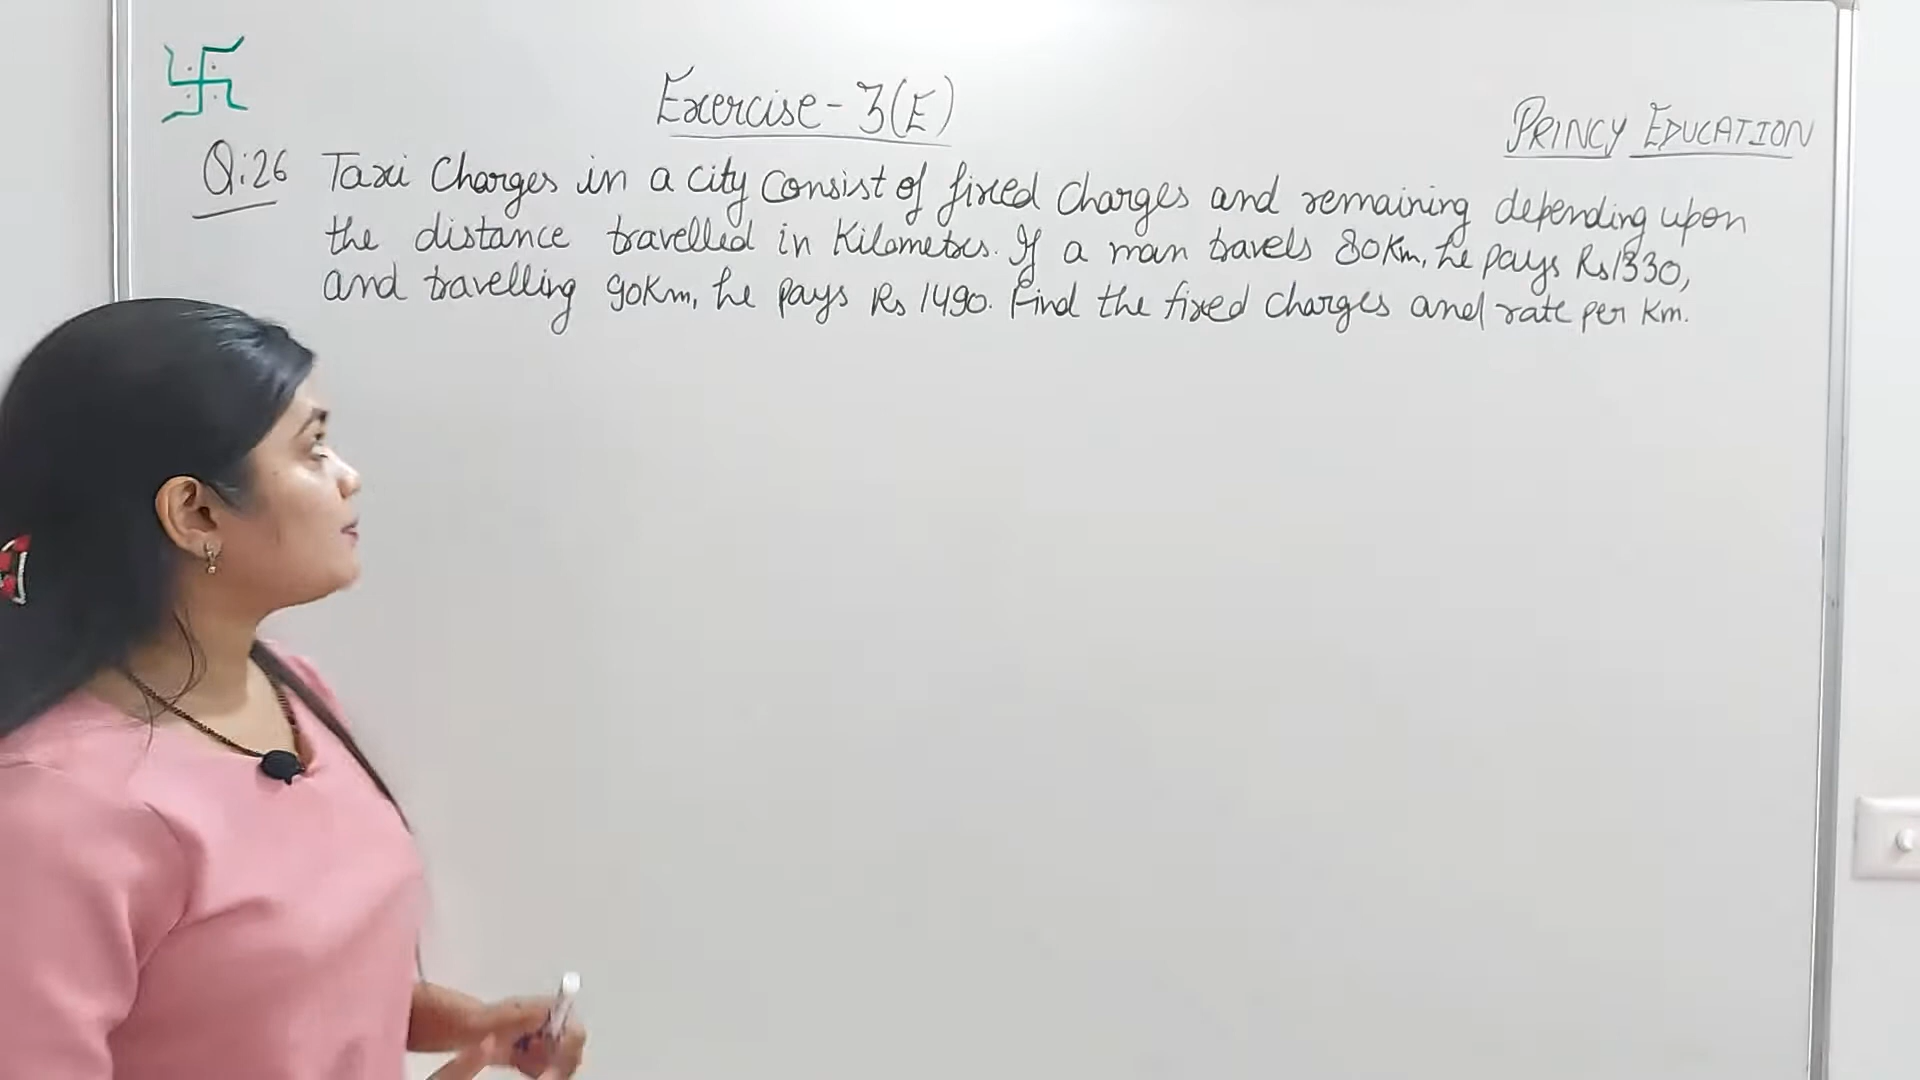 Exercise - 3(E)
PRINCY EDUCATION
Q:26 Taxi Charges in a city Consist of fixed Charges and remaining depending upon
the distance travelled in Kilometres. If a man travels 80Km, he pays Rs1330,
and travelling 90Km, he pays Rs 1490. Find the fixed charges and rate per Km.